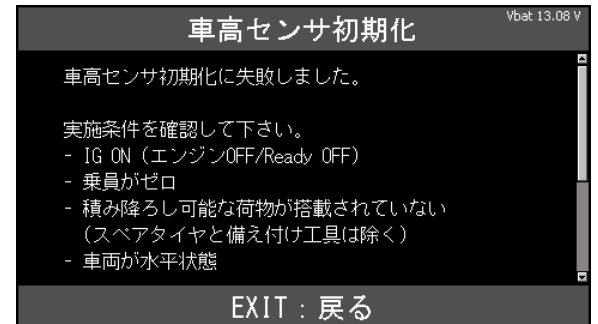 Vbat 13.08 V
車高センサ初期化
車高センサ初期化に失敗しました。
実施条件を確認して下さい。
- IG ON（エンジンOFF/Ready OFF）
- 乗員がゼロ
- 積み降ろし可能な荷物が搭載されていない
（スペアタイヤと備え付け工具は除く）
- 車両が水平状態
EXIT：戻る